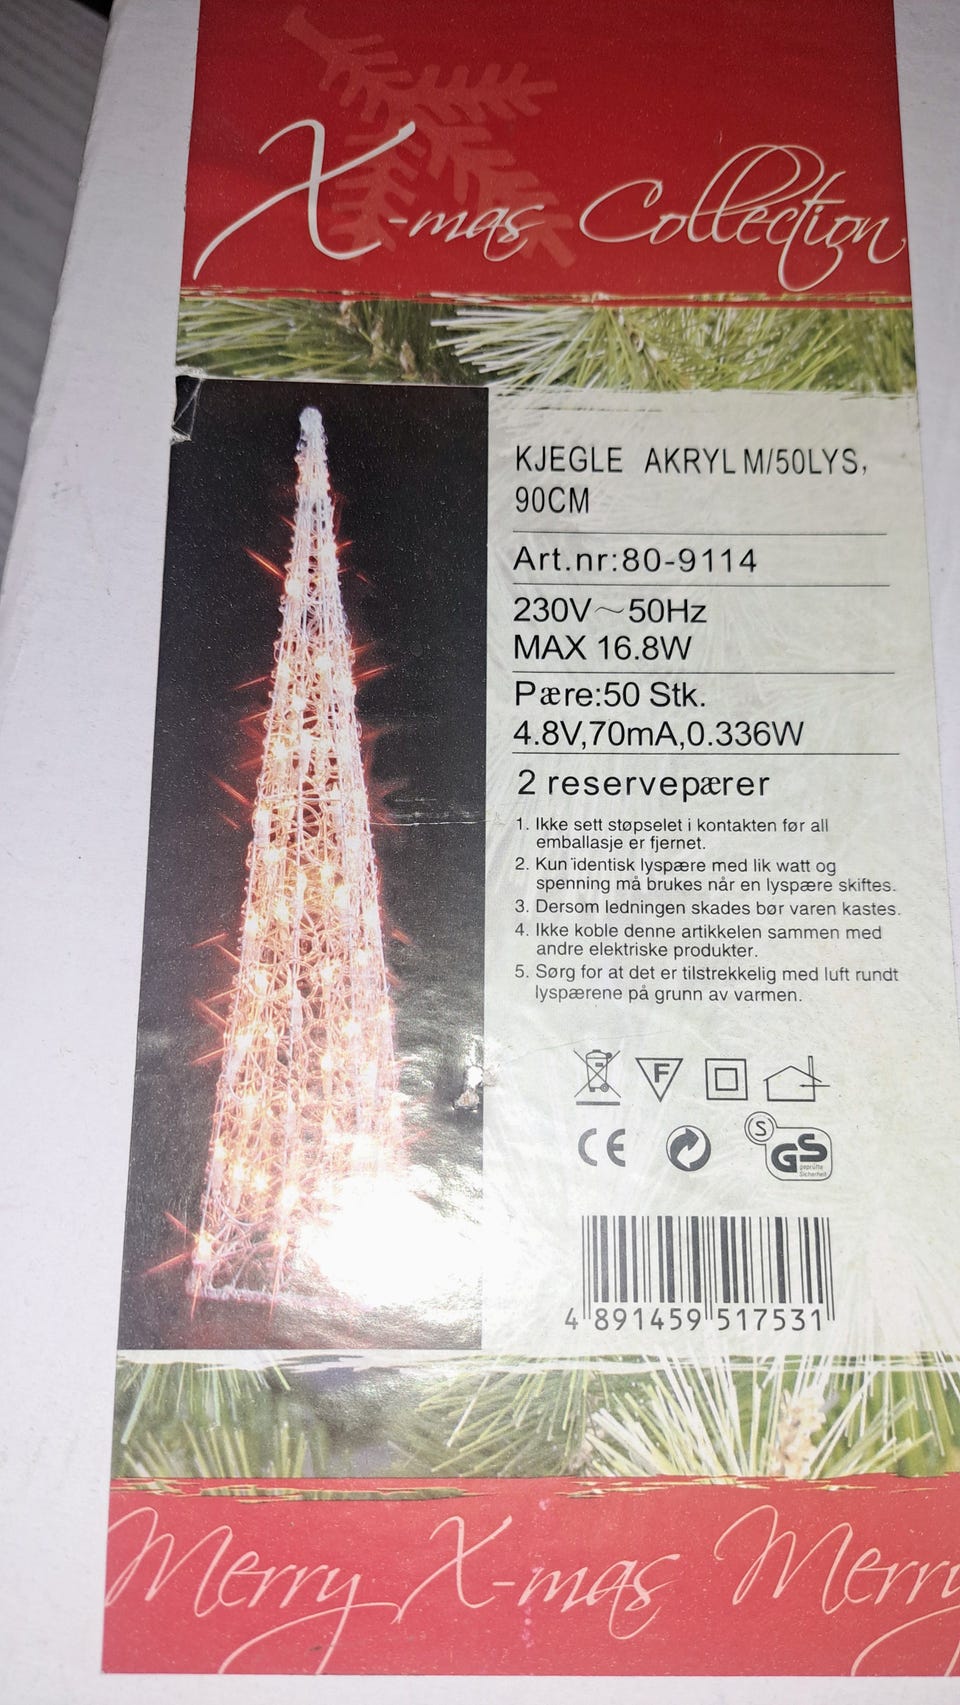 X-mas Collection
KJEGLE AKRYL M/50LYS,
90CM
Art.nr:80-9114
230V～50Hz
MAX 16.8W
Pære:50 Stk.
4.8V,70mA,0.336W
2 reservepærer
1. Ikke sett støpselet i kontakten før all
emballasje er fjernet.
2. Kun identisk lyspære med lik watt og
spenning må brukes når en lyspære skiftes.
3. Dersom ledningen skades bør varen kastes.
4. Ikke koble denne artikkelen sammen med
andre elektriske produkter.
5. Sørg for at det er tilstrekkelig med luft rundt
lyspærene på grunn av varmen.
F
CE
S GS
geprüfte
Sicherheit
4 891459 517531
Merry X-mas Merry